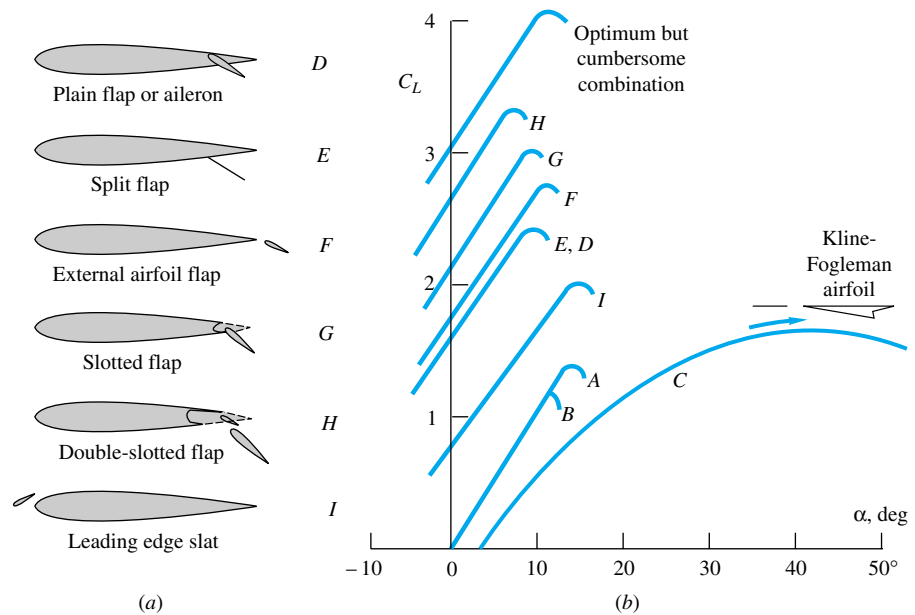 D
Plain flap or aileron
E
Split flap
F
External airfoil flap
G
Slotted flap
H
Double-slotted flap
I
Leading edge slat
(a)
4
C_L
3
2
1
Optimum but
cumbersome
combination
H
G
F
E, D
I
A
B
C
Kline-
Fogleman
airfoil
α, deg
–10
0
10
20
30
40
50°
(b)